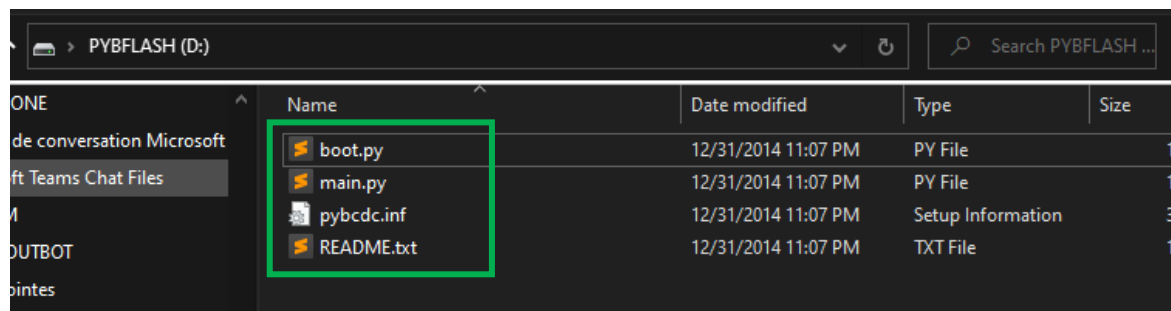 PYBFLASH (D:)
Search PYBFLASH ...
ONE
de conversation Microsoft
ft Teams Chat Files
M
OUTBOT
ointes
Name
Date modified
Type
Size
boot.py
12/31/2014 11:07 PM
PY File
main.py
12/31/2014 11:07 PM
PY File
pybcdc.inf
12/31/2014 11:07 PM
Setup Information
README.txt
12/31/2014 11:07 PM
TXT File